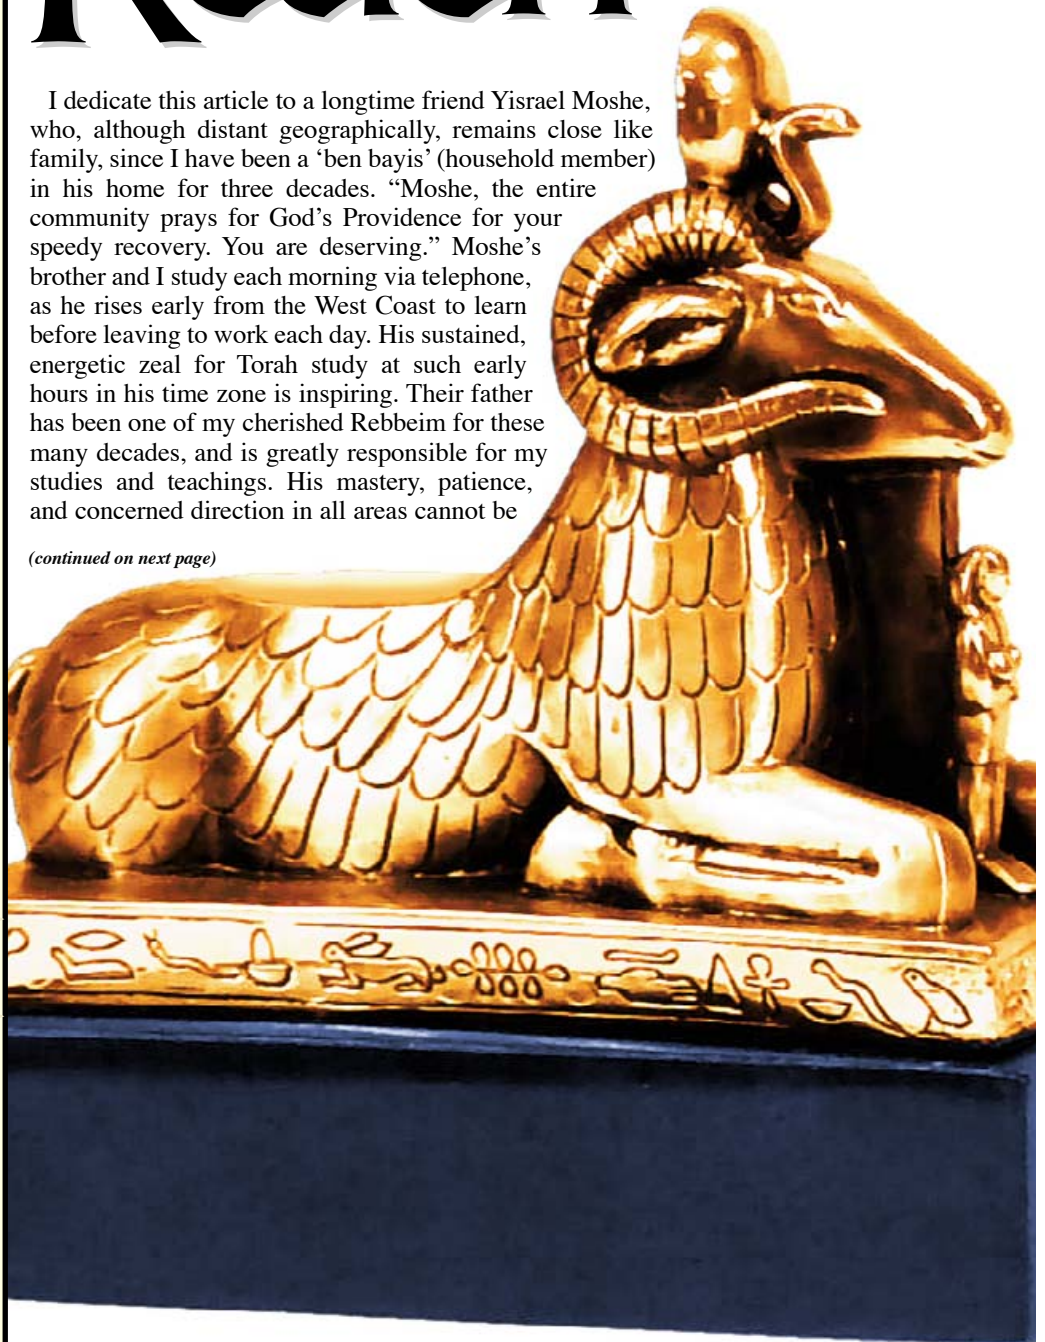 I dedicate this article to a longtime friend Yisrael Moshe,
who, although distant geographically, remains close like
family, since I have been a ‘ben bayis’ (household member)
in his home for three decades. “Moshe, the entire
community prays for God’s Providence for your
speedy recovery. You are deserving.” Moshe’s
brother and I study each morning via telephone,
as he rises early from the West Coast to learn
before leaving to work each day. His sustained,
energetic zeal for Torah study at such early
hours in his time zone is inspiring. Their father
has been one of my cherished Rebbeim for these
many decades, and is greatly responsible for my
studies and teachings. His mastery, patience,
and concerned direction in all areas cannot be
(continued on next page)